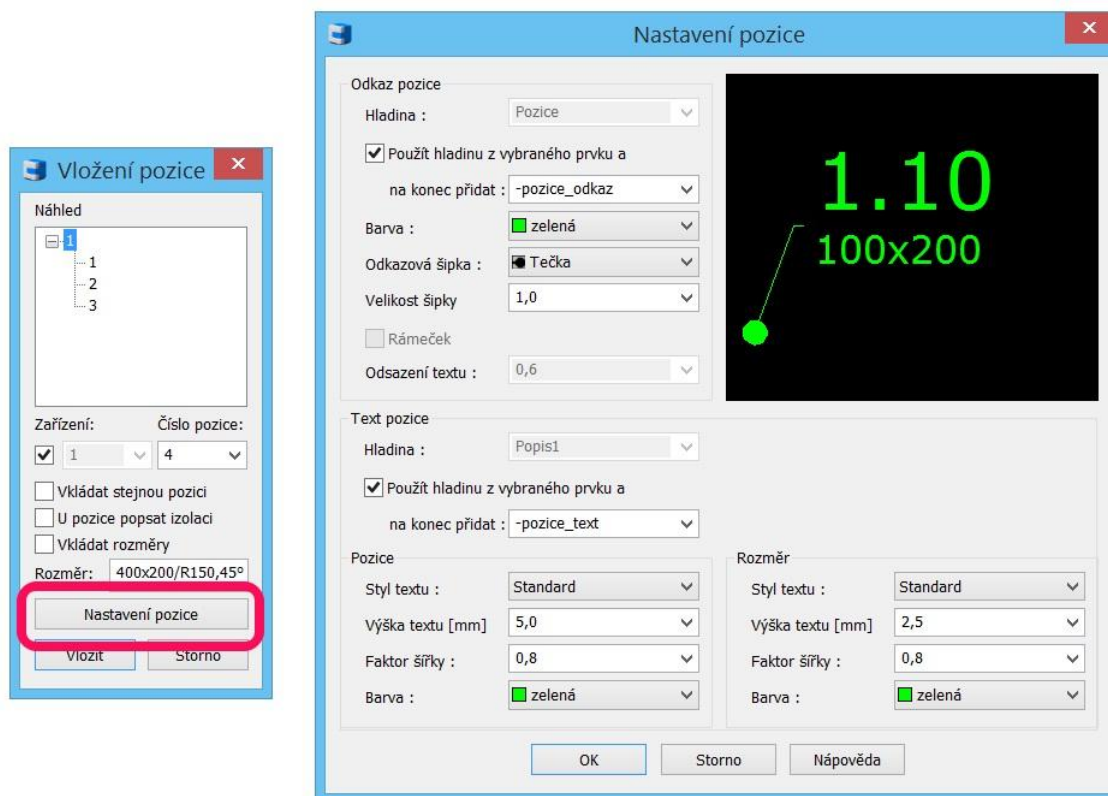 Vložení pozice
Náhled
1
1
2
3
Zařízení: Číslo pozice:
1 4
Vkládat stejnou pozici
U pozice popsat izolaci
Vkládat rozměry
Rozměr: 400x200/R150,45°
Nastavení pozice
Vložit Storno
Nastavení pozice
Odkaz pozice
Hladina : Pozice
Použít hladinu z vybraného prvku a
na konec přidat : -pozice_odkaz
Barva : zelená
Odkazová šipka : Tečka
Velikost šipky 1,0
Rámeček
Odsazení textu : 0,6
1.10
100x200
Text pozice
Hladina : Popis1
Použít hladinu z vybraného prvku a
na konec přidat : -pozice_text
Pozice
Styl textu : Standard
Výška textu [mm] 5,0
Faktor šířky : 0,8
Barva : zelená
Rozměr
Styl textu : Standard
Výška textu [mm] 2,5
Faktor šířky : 0,8
Barva : zelená
OK Storno Nápověda